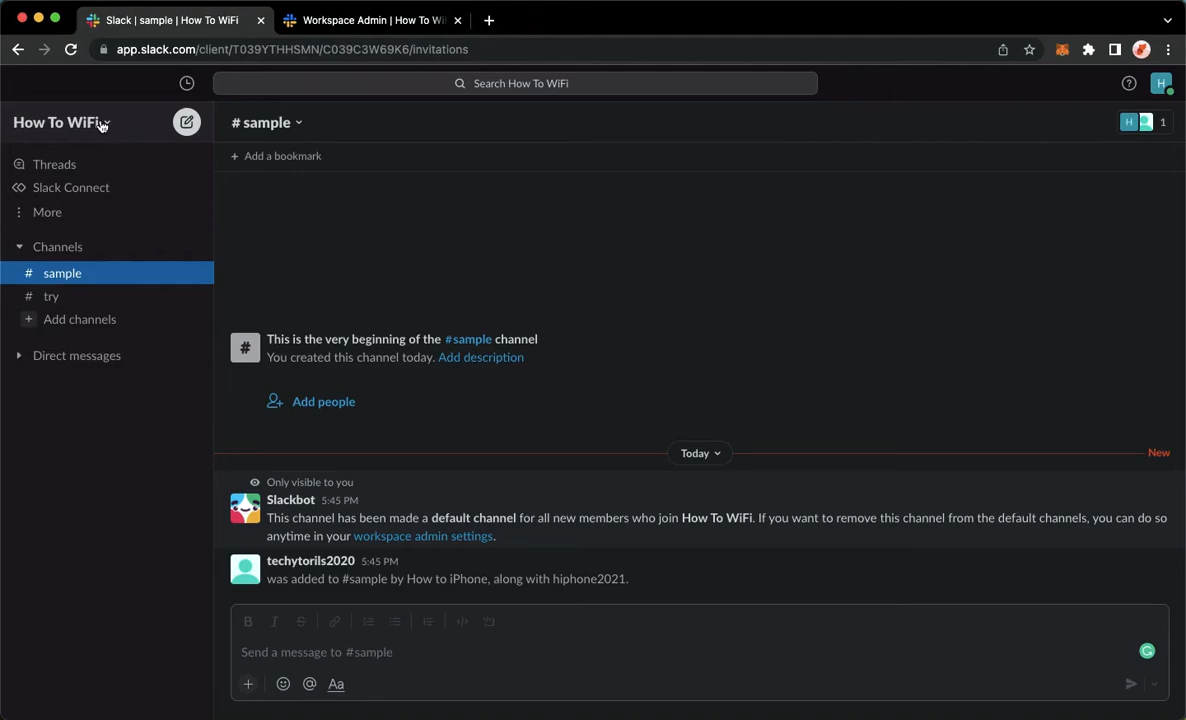 Slack | sample | How To WiFi
Workspace Admin | How To Wi
app.slack.com/client/T039YTHHSMN/C039C3W69K6/invitations
Search How To WiFi
H
How To WiFi
# sample
H
1
Threads
+ Add a bookmark
Slack Connect
More
Channels
# sample
# try
+ Add channels
Direct messages
# This is the very beginning of the #sample channel
You created this channel today. Add description
Add people
Today
New
Only visible to you
Slackbot 5:45 PM
This channel has been made a default channel for all new members who join How To WiFi. If you want to remove this channel from the default channels, you can do so
anytime in your workspace admin settings.
techytorils2020 5:45 PM
was added to #sample by How to iPhone, along with hiphone2021.
B I S
Send a message to #sample
+ @ Aa